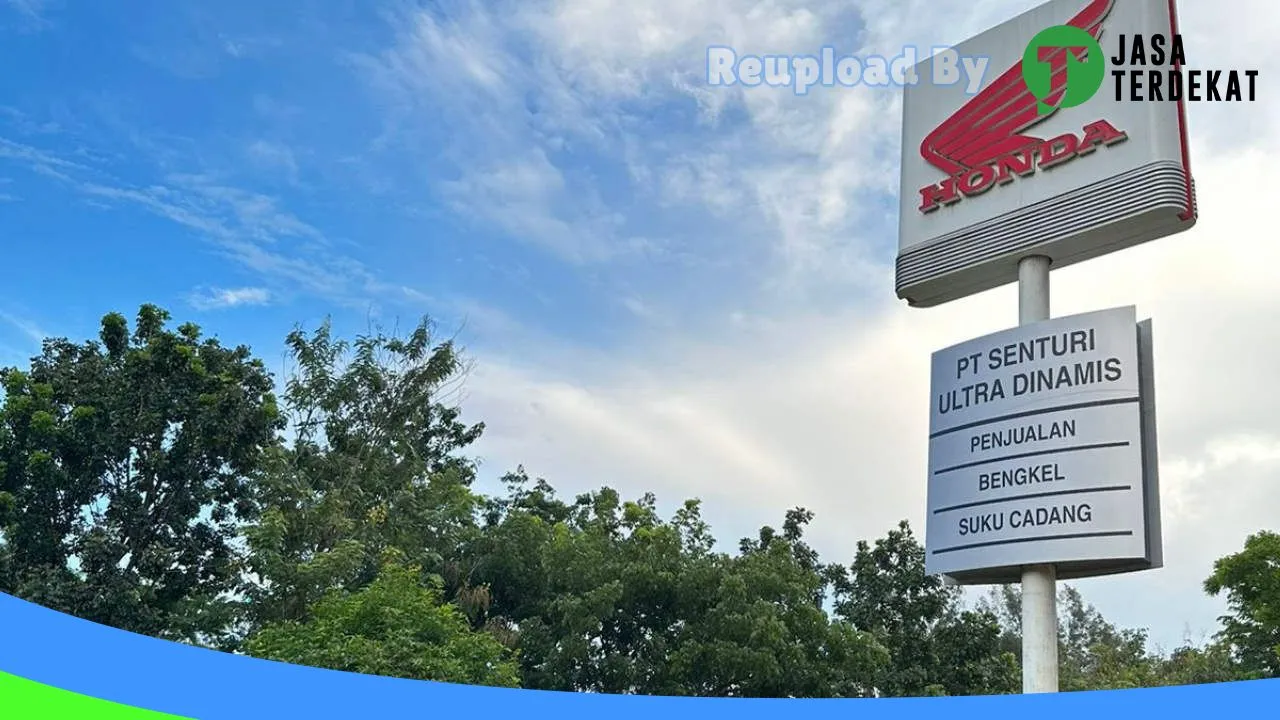 Reupload By
JASA
TERDEKAT
HONDA
PT SENTURI
ULTRA DINAMIS
PENJUALAN
BENGKEL
SUKU CADANG